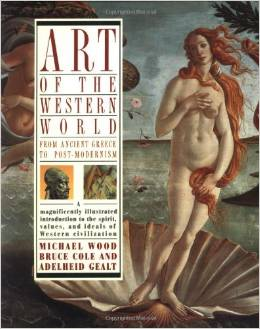 ART
OF THE
WESTERN
WORLD
FROM ANCIENT GREECE
TO POST-MODERNISM
A
magnificently illustrated
introduction to the spirit,
values, and ideals of
Western civilization
MICHAEL WOOD
BRUCE COLE AND
ADELHEID GEALT